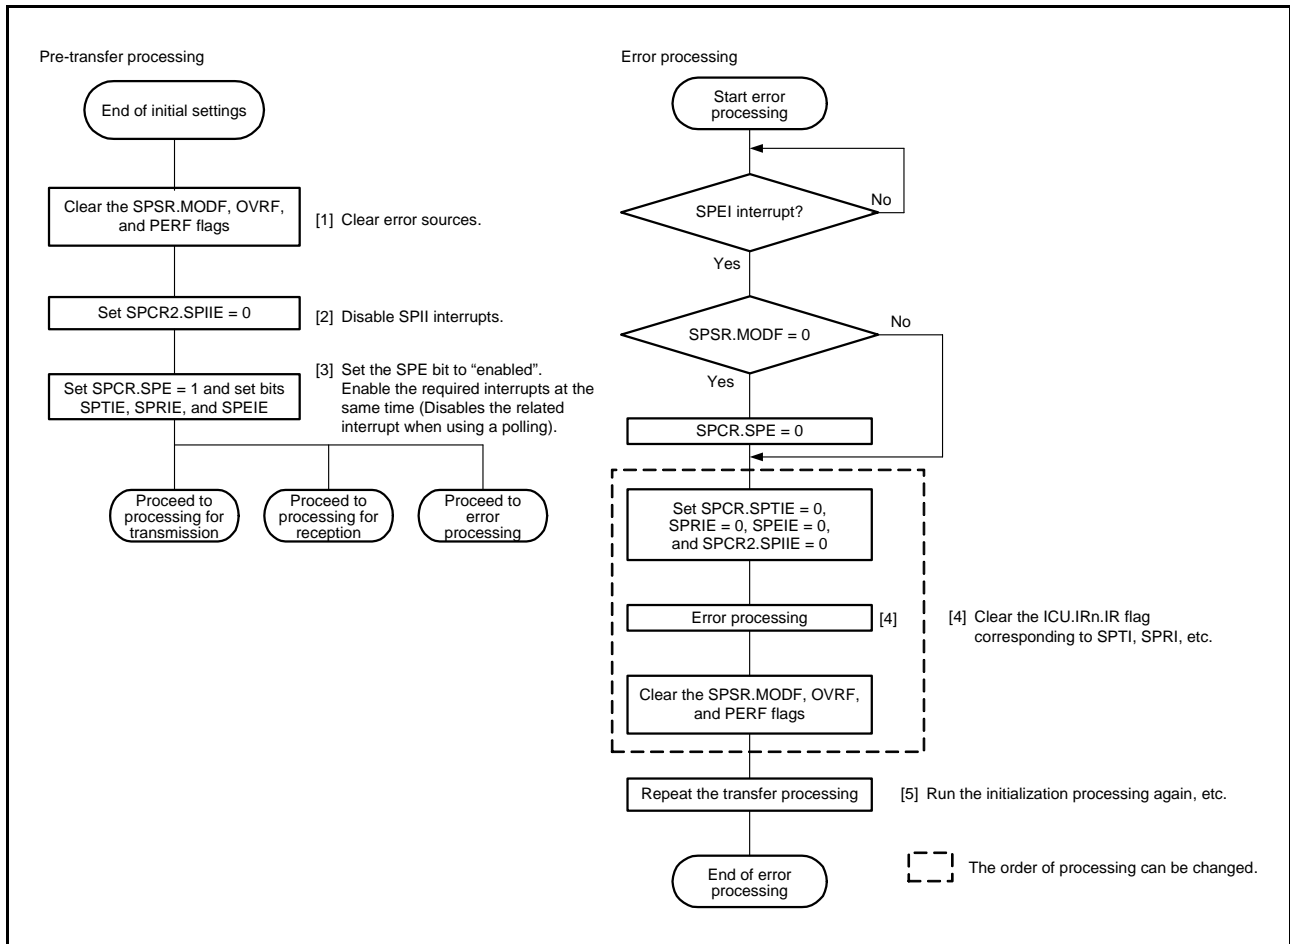 Pre-transfer processing
End of initial settings
Clear the SPSR.MODF, OVRF,
and PERF flags
[1] Clear error sources.
Set SPCR2.SPIIE = 0
[2] Disable SPII interrupts.
Set SPCR.SPE = 1 and set bits
SPTIE, SPRIE, and SPEIE
[3] Set the SPE bit to “enabled”.
Enable the required interrupts at the
same time (Disables the related
interrupt when using a polling).
Proceed to
processing for
transmission
Proceed to
processing for
reception
Proceed to
error
processing
Error processing
Start error
processing
SPEI interrupt?
No
Yes
SPSR.MODF = 0
No
Yes
SPCR.SPE = 0
Set SPCR.SPTIE = 0,
SPRIE = 0, SPEIE = 0,
and SPCR2.SPIIE = 0
Error processing
[4]
[4] Clear the ICU.IRn.IR flag
corresponding to SPTI, SPRI, etc.
Clear the SPSR.MODF, OVRF,
and PERF flags
Repeat the transfer processing
[5] Run the initialization processing again, etc.
End of error
processing
The order of processing can be changed.